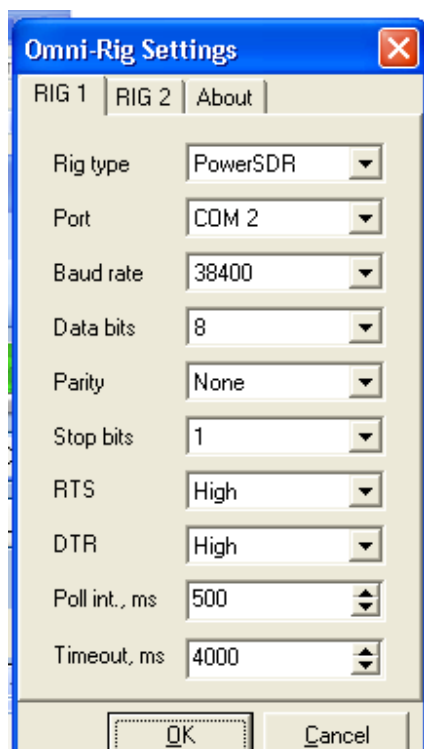 Omni-Rig Settings
RIG 1 RIG 2 About
Rig type PowerSDR
Port COM 2
Baud rate 38400
Data bits 8
Parity None
Stop bits 1
RTS High
DTR High
Poll int., ms 500
Timeout, ms 4000
OK Cancel